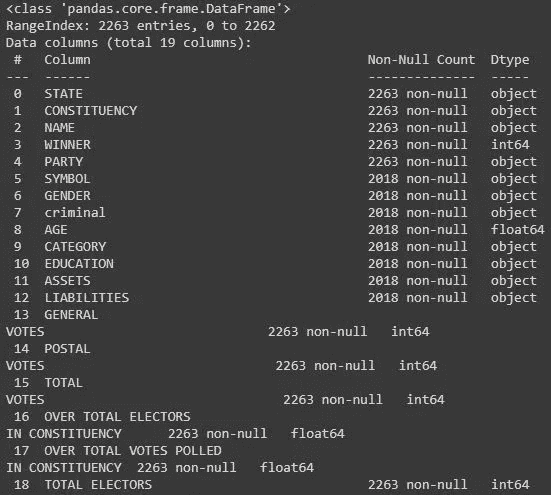 <class 'pandas.core.frame.DataFrame'>
RangeIndex: 2263 entries, 0 to 2262
Data columns (total 19 columns):
 #   Column                                  Non-Null Count  Dtype
---  ------                                  --------------  -----
 0   STATE                                   2263 non-null   object
 1   CONSTITUENCY                            2263 non-null   object
 2   NAME                                    2263 non-null   object
 3   WINNER                                  2263 non-null   int64
 4   PARTY                                   2263 non-null   object
 5   SYMBOL                                  2018 non-null   object
 6   GENDER                                  2018 non-null   object
 7   criminal                                2018 non-null   object
 8   AGE                                     2018 non-null   float64
 9   CATEGORY                                2018 non-null   object
 10  EDUCATION                               2018 non-null   object
 11  ASSETS                                  2018 non-null   object
 12  LIABILITIES                             2018 non-null   object
 13  GENERAL
VOTES                           2263 non-null   int64
 14  POSTAL
VOTES                            2263 non-null   int64
 15  TOTAL
VOTES                             2263 non-null   int64
 16  OVER TOTAL ELECTORS
IN CONSTITUENCY      2263 non-null   float64
 17  OVER TOTAL VOTES POLLED
IN CONSTITUENCY  2263 non-null   float64
 18  TOTAL ELECTORS                          2263 non-null   int64